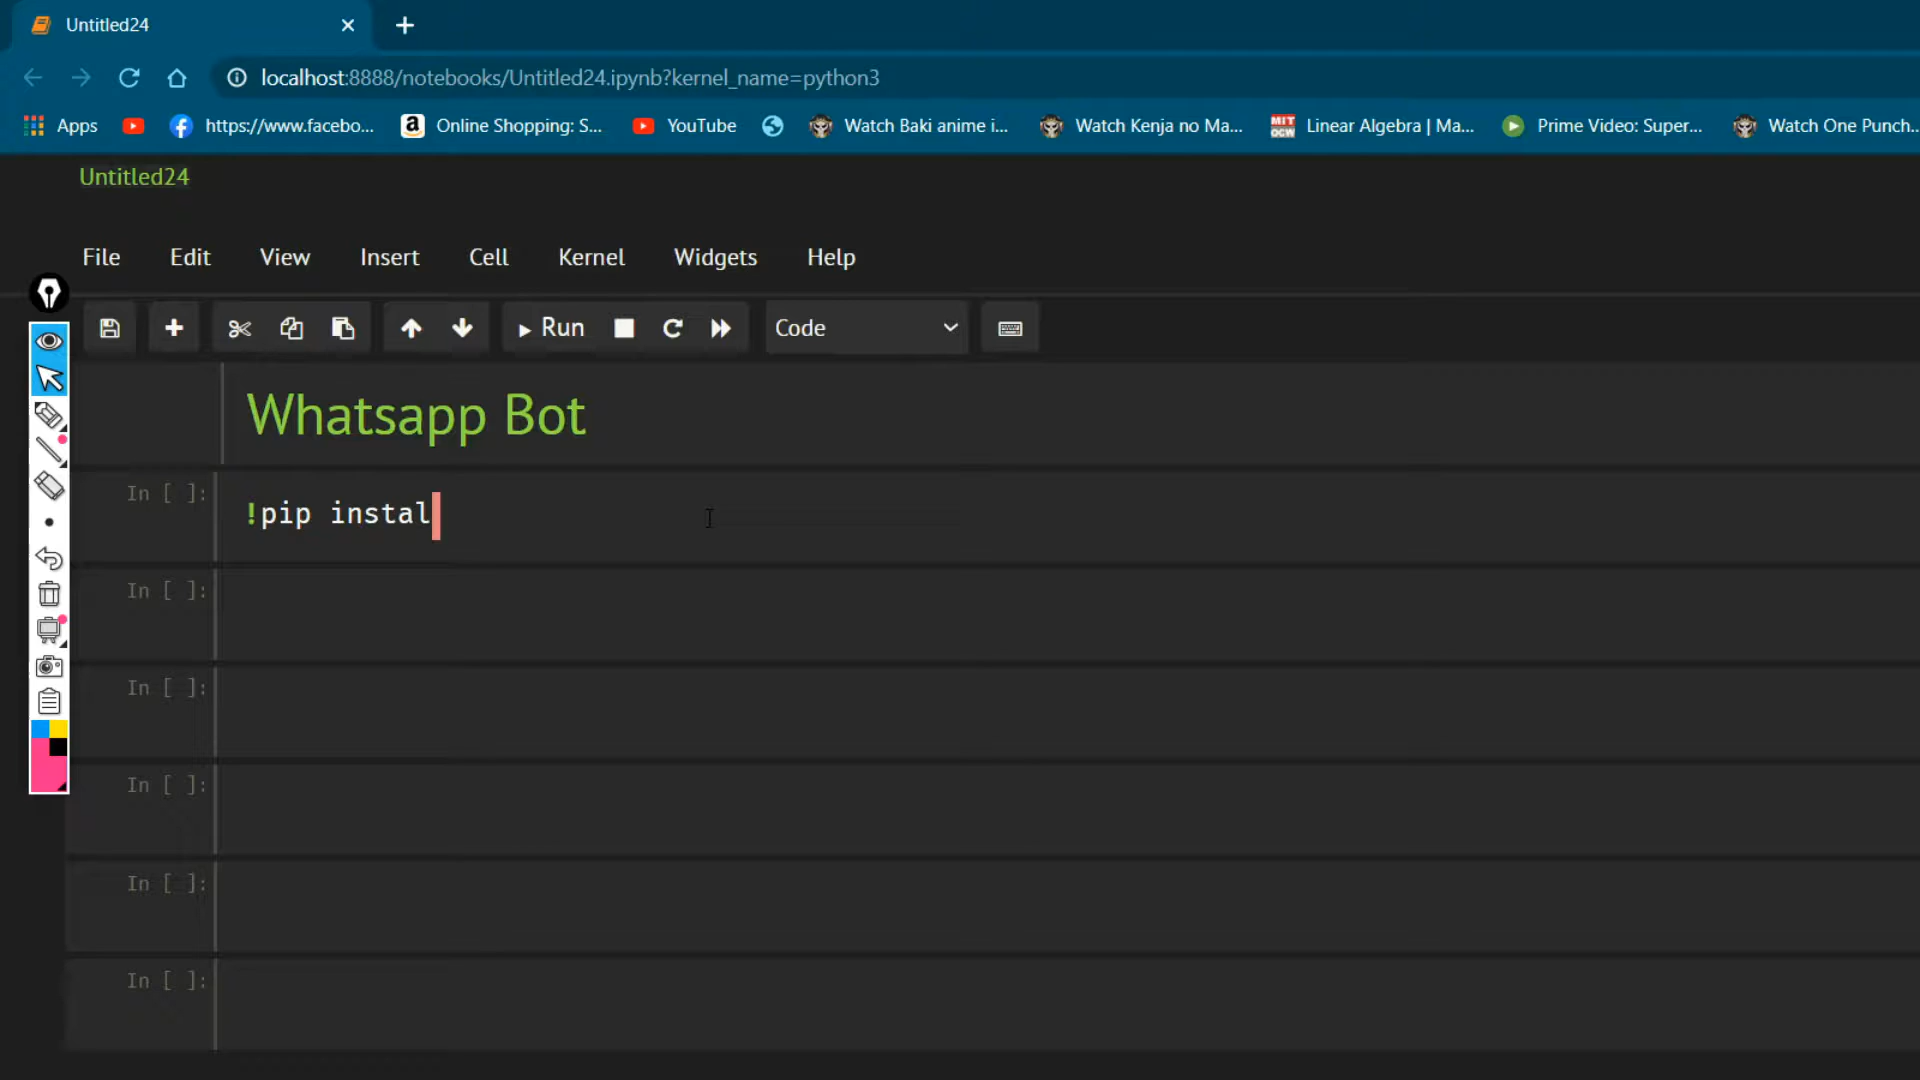 Untitled24
localhost:8888/notebooks/Untitled24.ipynb?kernel_name=python3
Apps https://www.facebo... Online Shopping: S... YouTube Watch Baki anime i... Watch Kenja no Ma... MIT OCW Linear Algebra | Ma... Prime Video: Super... Watch One Punch...
Untitled24
File Edit View Insert Cell Kernel Widgets Help
Run Code
Whatsapp Bot
In [ ]: !pip instal
In [ ]:
In [ ]:
In [ ]:
In [ ]:
In [ ]: